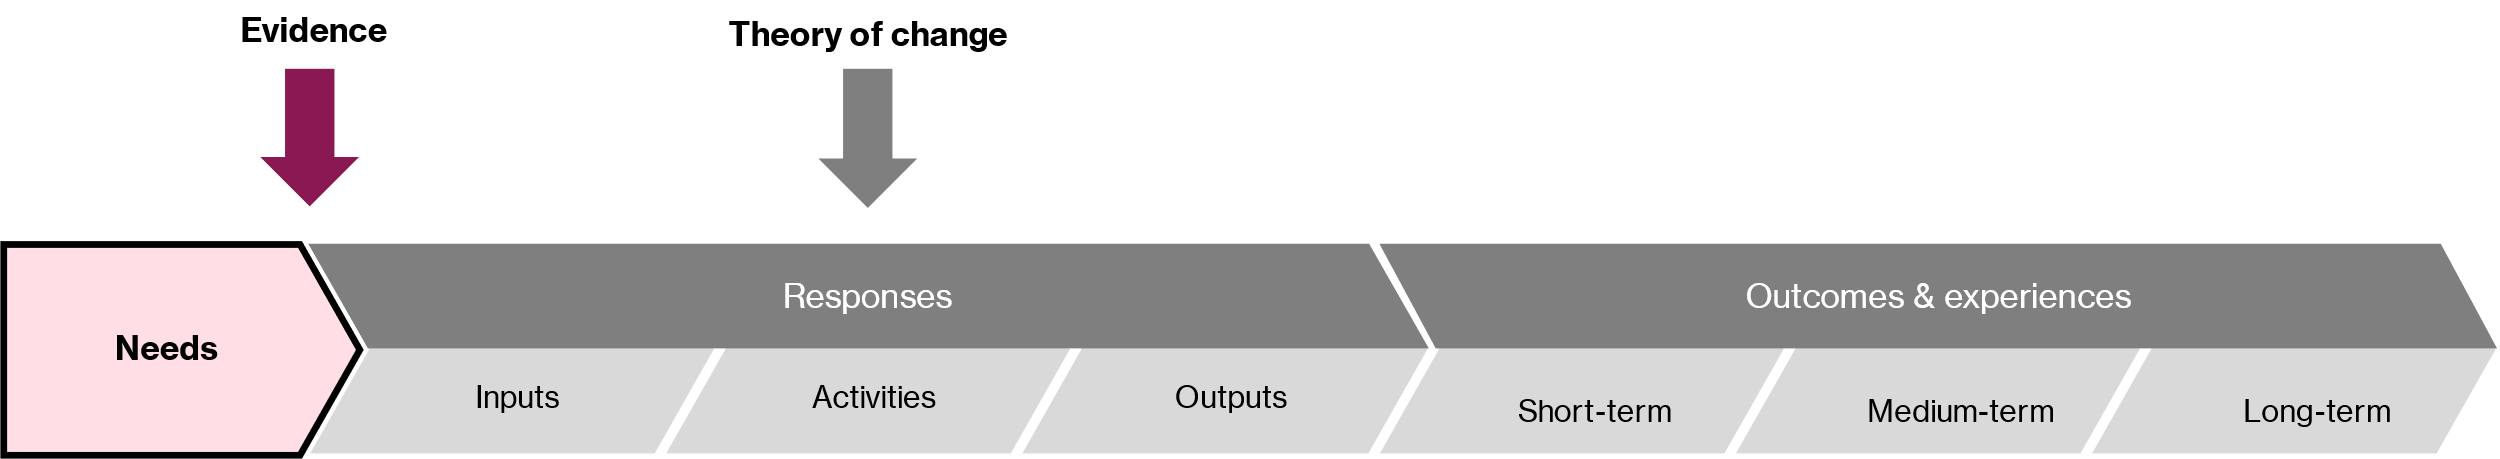 Evidence
Theory of change
Needs
Responses
Outcomes & experiences
Inputs
Activities
Outputs
Short-term
Medium-term
Long-term